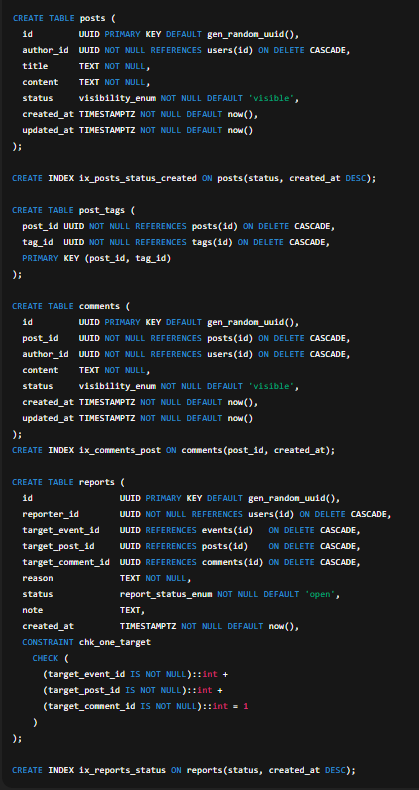 CREATE TABLE posts (
  id         UUID PRIMARY KEY DEFAULT gen_random_uuid(),
  author_id  UUID NOT NULL REFERENCES users(id) ON DELETE CASCADE,
  title      TEXT NOT NULL,
  content    TEXT NOT NULL,
  status     visibility_enum NOT NULL DEFAULT 'visible',
  created_at TIMESTAMPTZ NOT NULL DEFAULT now(),
  updated_at TIMESTAMPTZ NOT NULL DEFAULT now()
);

CREATE INDEX ix_posts_status_created ON posts(status, created_at DESC);

CREATE TABLE post_tags (
  post_id UUID NOT NULL REFERENCES posts(id) ON DELETE CASCADE,
  tag_id  UUID NOT NULL REFERENCES tags(id) ON DELETE CASCADE,
  PRIMARY KEY (post_id, tag_id)
);

CREATE TABLE comments (
  id         UUID PRIMARY KEY DEFAULT gen_random_uuid(),
  post_id    UUID NOT NULL REFERENCES posts(id) ON DELETE CASCADE,
  author_id  UUID NOT NULL REFERENCES users(id) ON DELETE CASCADE,
  content    TEXT NOT NULL,
  status     visibility_enum NOT NULL DEFAULT 'visible',
  created_at TIMESTAMPTZ NOT NULL DEFAULT now(),
  updated_at TIMESTAMPTZ NOT NULL DEFAULT now()
);
CREATE INDEX ix_comments_post ON comments(post_id, created_at);

CREATE TABLE reports (
  id                UUID PRIMARY KEY DEFAULT gen_random_uuid(),
  reporter_id       UUID NOT NULL REFERENCES users(id) ON DELETE CASCADE,
  target_event_id   UUID REFERENCES events(id)   ON DELETE CASCADE,
  target_post_id    UUID REFERENCES posts(id)    ON DELETE CASCADE,
  target_comment_id UUID REFERENCES comments(id) ON DELETE CASCADE,
  reason            TEXT NOT NULL,
  status            report_status_enum NOT NULL DEFAULT 'open',
  note              TEXT,
  created_at        TIMESTAMPTZ NOT NULL DEFAULT now(),
  CONSTRAINT chk_one_target
    CHECK (
      (target_event_id IS NOT NULL)::int +
      (target_post_id IS NOT NULL)::int +
      (target_comment_id IS NOT NULL)::int = 1
    )
);

CREATE INDEX ix_reports_status ON reports(status, created_at DESC);